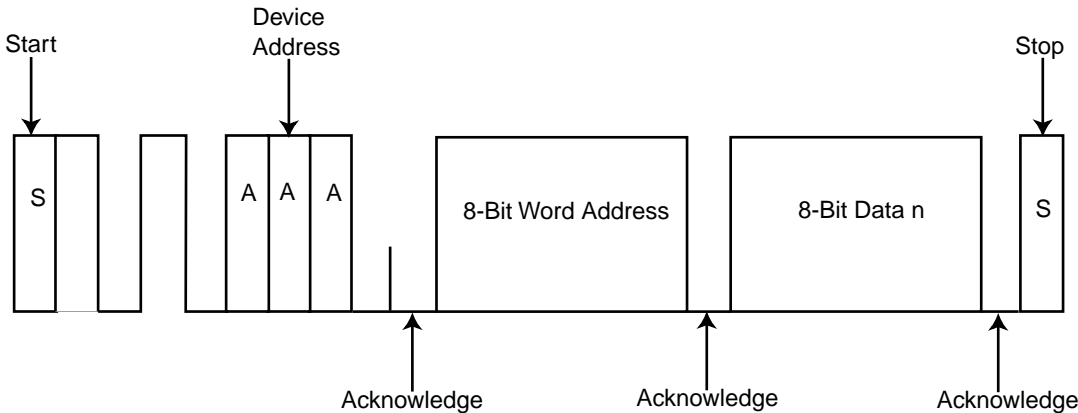 Device
Address
Start
Stop
S
A
A
A
8-Bit Word Address
8-Bit Data n
S
Acknowledge
Acknowledge
Acknowledge